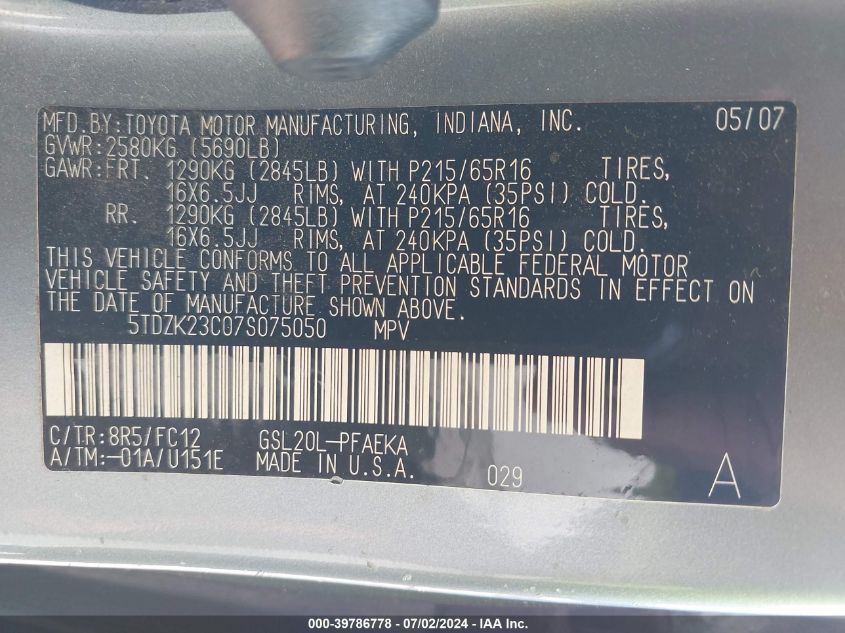 MFD.BY:TOYOTA MOTOR MANUFACTURING, INDIANA, INC. 05/07
GVWR:2580KG (5690LB)
GAWR:FRT. 1290KG (2845LB) WITH P215/65R16 TIRES,
16X6.5JJ RIMS, AT 240KPA (35PSI) COLD.
RR. 1290KG (2845LB) WITH P215/65R16 TIRES,
16X6.5JJ RIMS, AT 240KPA (35PSI) COLD.
THIS VEHICLE CONFORMS TO ALL APPLICABLE FEDERAL MOTOR
VEHICLE SAFETY AND THEFT PREVENTION STANDARDS IN EFFECT ON
THE DATE OF MANUFACTURE SHOWN ABOVE.
5TDZK23C07S075050 MPV
C/TR:8R5/FC12 GSL20L-PFAEKA
A/TM:-01A/U151E MADE IN U.S.A. 029 A
000-39786778 - 07/02/2024 - IAA Inc.